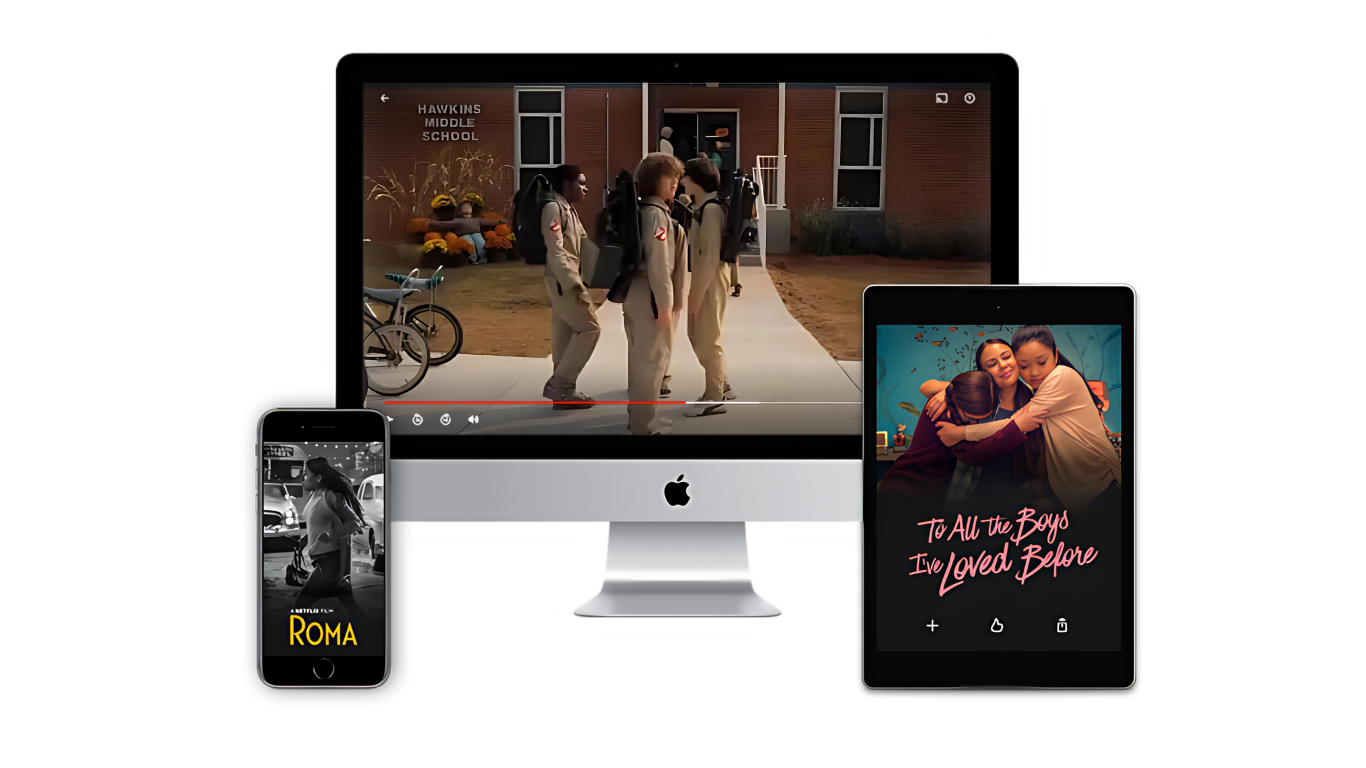 HAWKINS
MIDDLE
SCHOOL
A NETFLIX FILM
ROMA
To All the Boys
I've Loved Before